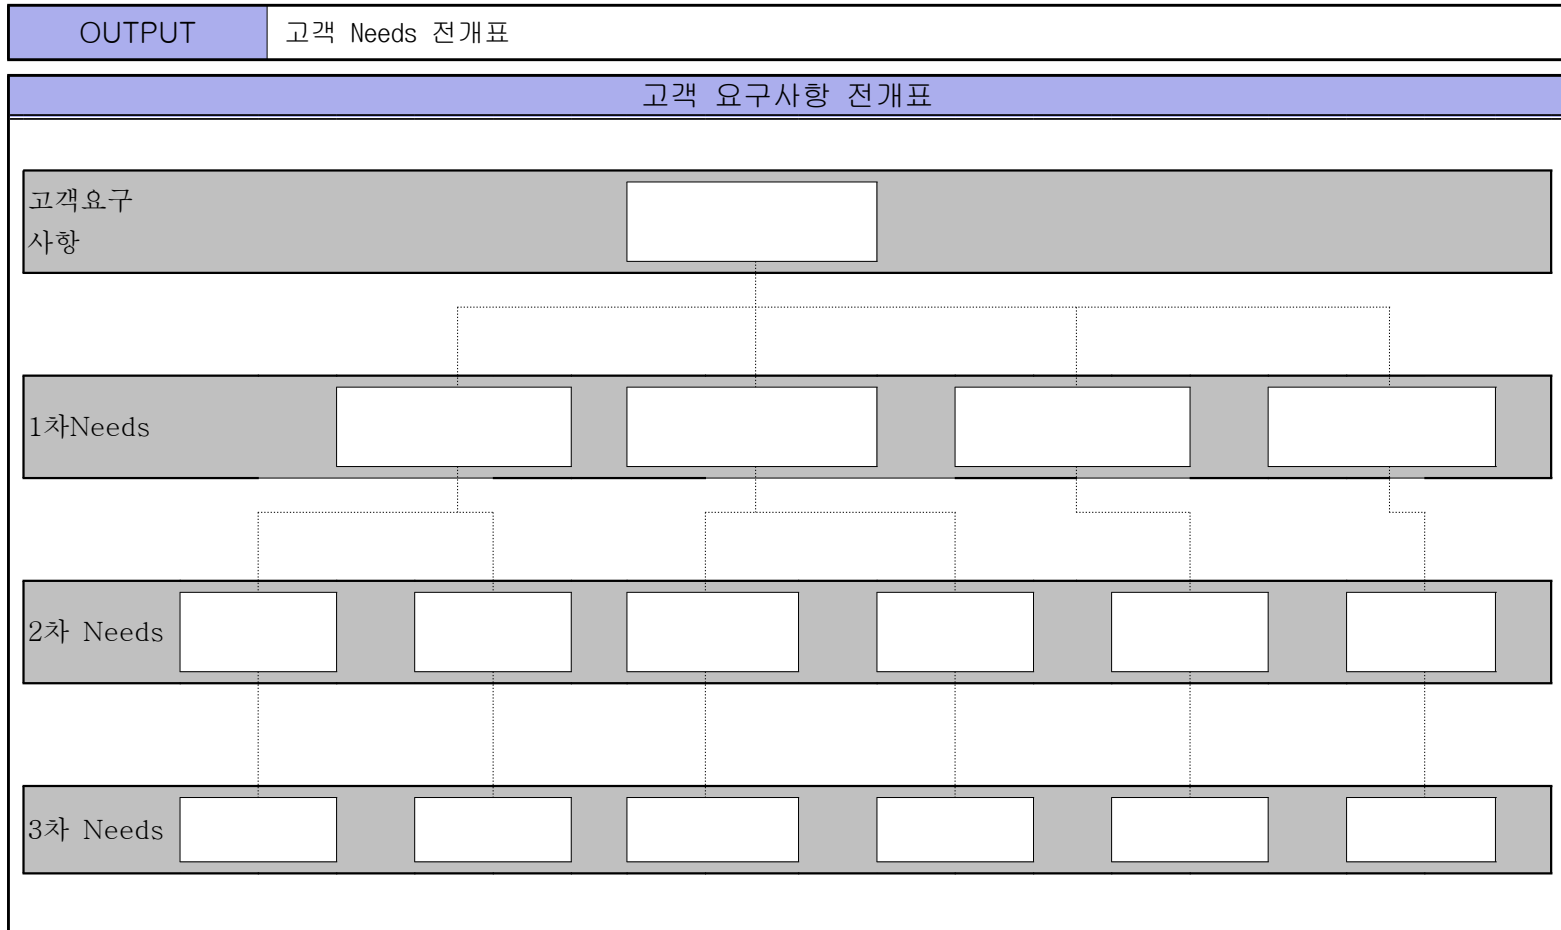 OUTPUT
고객 Needs 전개표
고객 요구사항 전개표
고객요구
사항
1차Needs
2차 Needs
3차 Needs